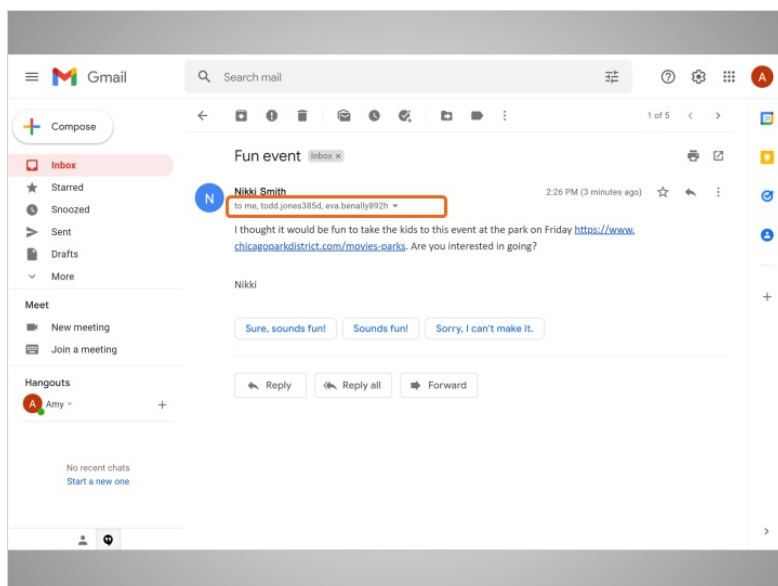 Gmail
Search mail
Compose
1 of 5
Inbox
Starred
Snoozed
Sent
Drafts
More
Meet
New meeting
Join a meeting
Hangouts
Amy
No recent chats
Start a new one
Fun event Inbox x
Nikki Smith 2:26 PM (3 minutes ago)
to me, todd.jones385d, eva.benally892h
I thought it would be fun to take the kids to this event at the park on Friday https://www.
chicagoparkdistrict.com/movies-parks. Are you interested in going?
Nikki
Sure, sounds fun! Sounds fun! Sorry, I can't make it.
Reply Reply all Forward
A
N
A